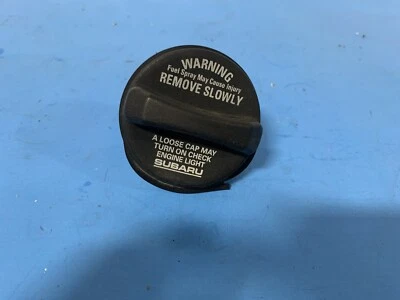 WARNING
Fuel Spray May Cause Injury
REMOVE SLOWLY
A LOOSE CAP MAY
TURN ON CHECK
ENGINE LIGHT
SUBARU